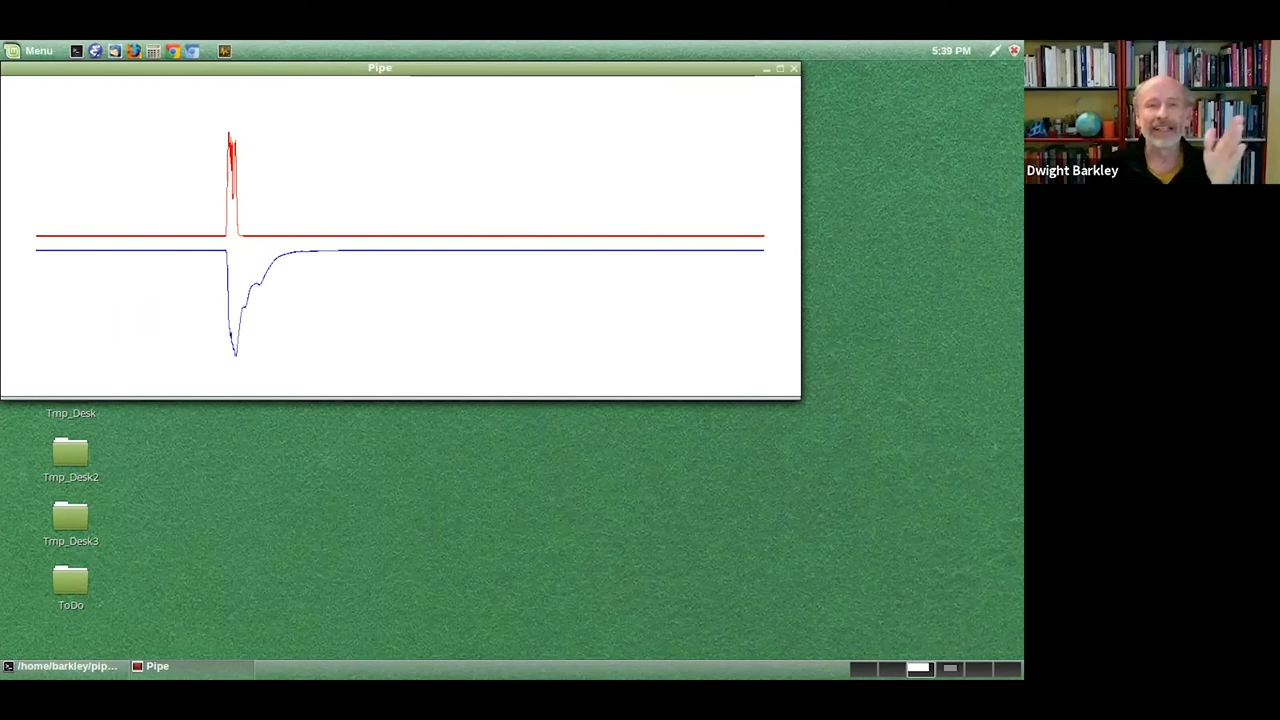 Menu
5:39 PM
Pipe
Dwight Barkley
Tmp_Desk
Tmp_Desk2
Tmp_Desk3
ToDo
/home/barkley/pip...
Pipe